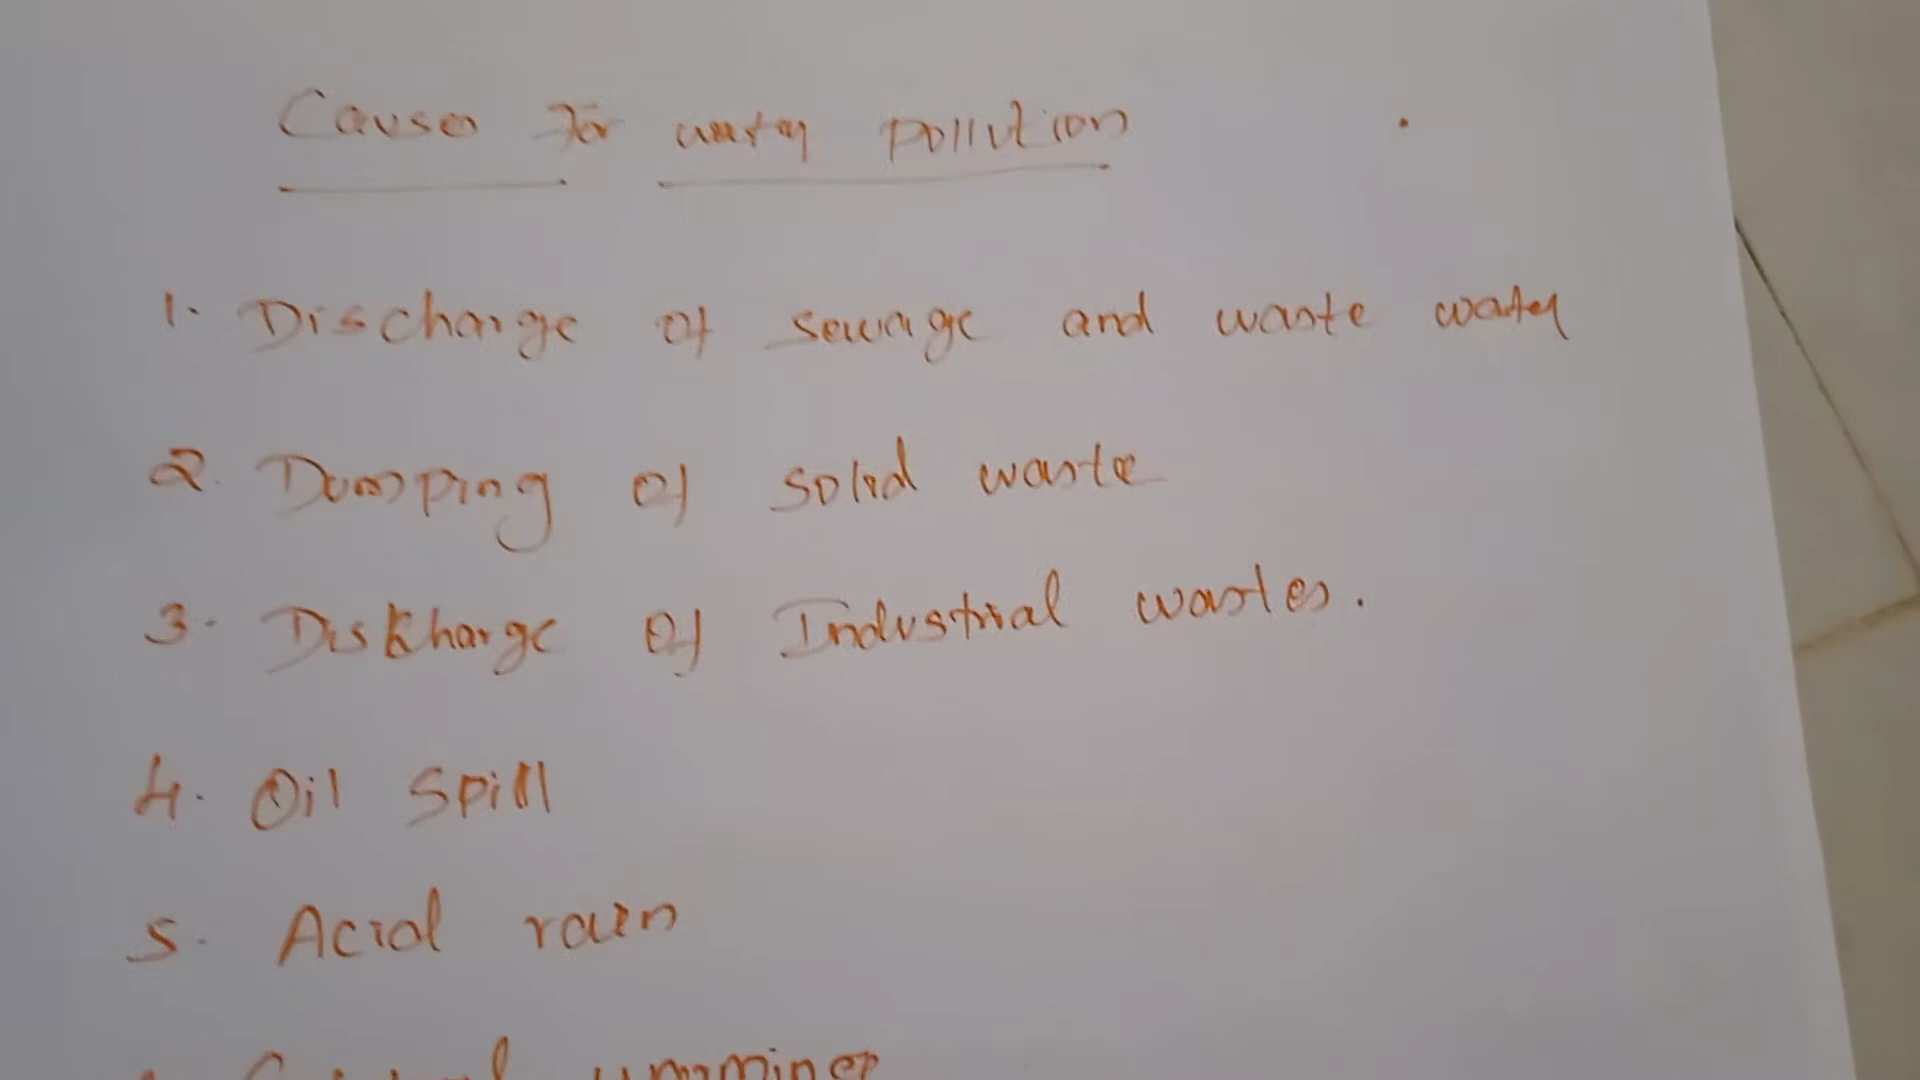 Causes for water pollution
1. Discharge of sewage and waste water
2. Dumping of solid waste
3. Diskharge of Industrial wastes.
4. Oil Spill
5. Acid rain